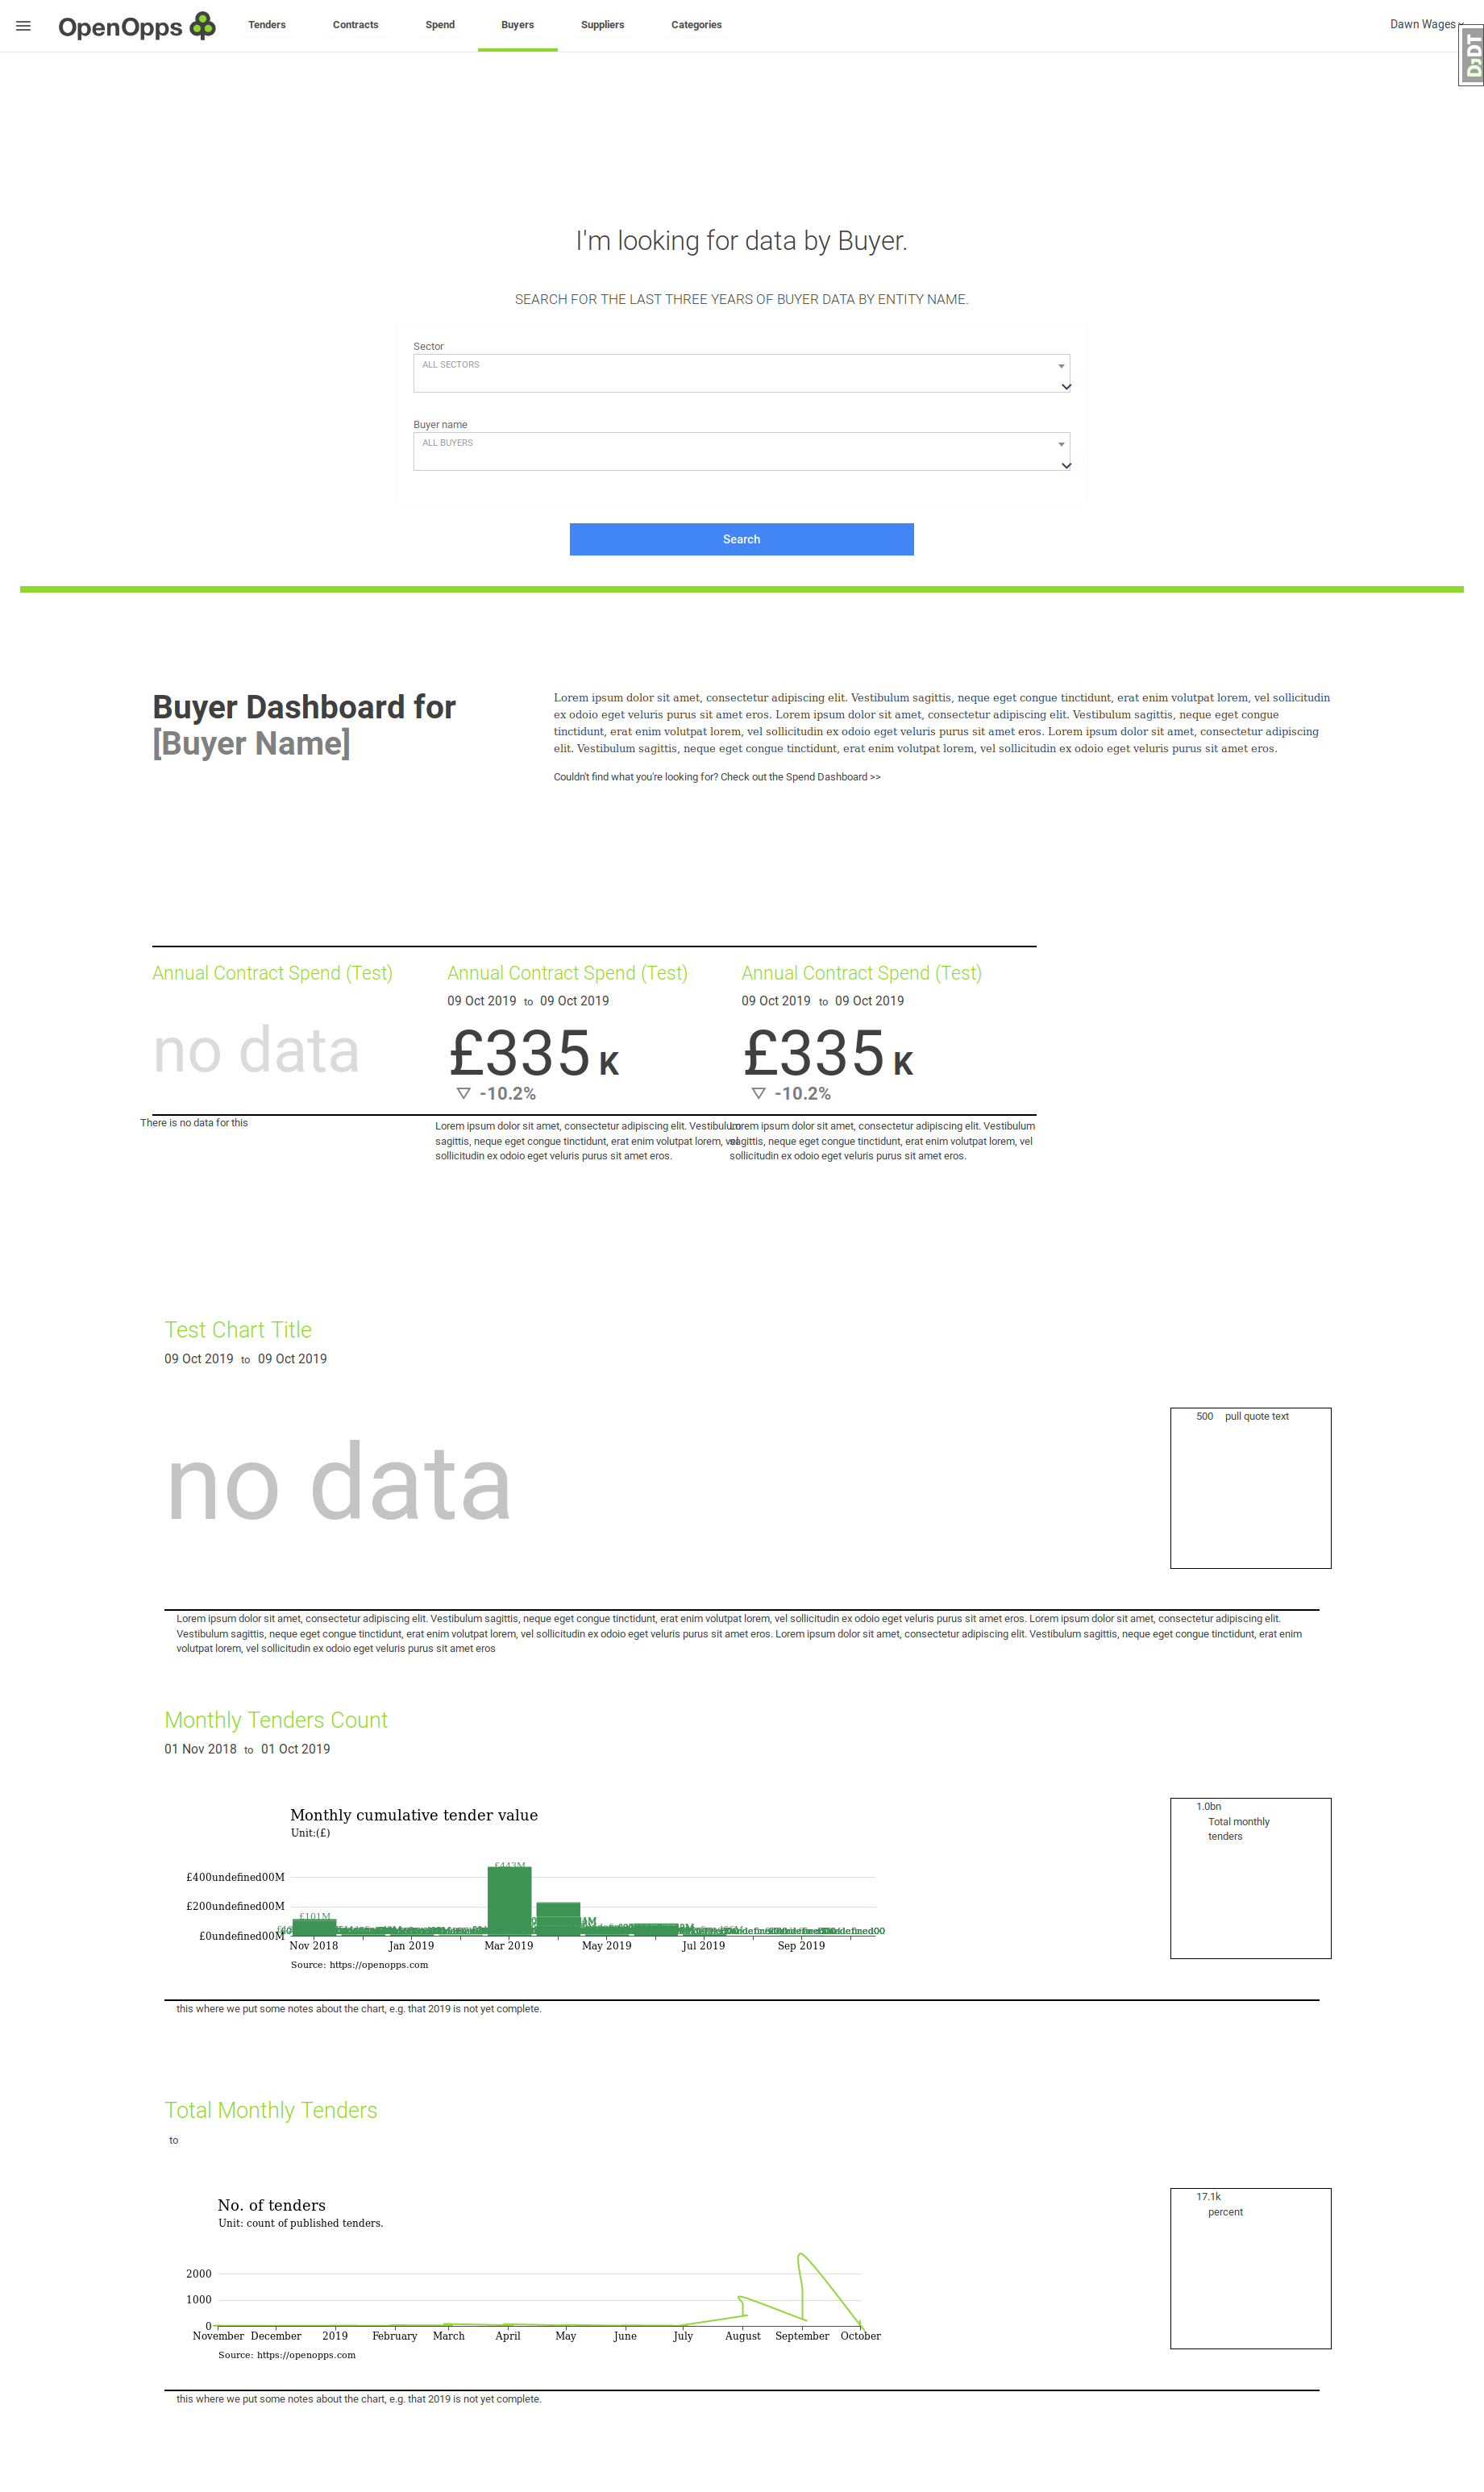 OpenOpps Tenders Contracts Spend Buyers Suppliers Categories Dawn Wages
DjDT
I'm looking for data by Buyer.
SEARCH FOR THE LAST THREE YEARS OF BUYER DATA BY ENTITY NAME.
Sector
ALL SECTORS
Buyer name
ALL BUYERS
Search
Buyer Dashboard for
[Buyer Name]
Lorem ipsum dolor sit amet, consectetur adipiscing elit. Vestibulum sagittis, neque eget congue tincidunt, erat enim volutpat lorem, vel sollicitudin
ex odoio eget veluris purus sit amet eros. Lorem ipsum dolor sit amet, consectetur adipiscing elit. Vestibulum sagittis, neque eget congue
tinctidunt, erat enim volutpat lorem, vel sollicitudin ex odoio eget veluris purus sit amet eros. Lorem ipsum dolor sit amet, consectetur adipiscing
elit. Vestibulum sagittis, neque eget congue tinctidunt, erat enim volutpat lorem, vel sollicitudin ex odoio eget veluris purus sit amet eros.
Couldn't find what you're looking for? Check out the Spend Dashboard >>
Annual Contract Spend (Test)
no data
There is no data for this
Annual Contract Spend (Test)
09 Oct 2019 to 09 Oct 2019
£335 K
-10.2%
Lorem ipsum dolor sit amet, consectetur adipiscing elit. Vestibulum
sagittis, neque eget congue tinctidunt, erat enim volutpat lorem, vel
sollicitudin ex odoio eget veluris purus sit amet eros.
Annual Contract Spend (Test)
09 Oct 2019 to 09 Oct 2019
£335 K
-10.2%
Lorem ipsum dolor sit amet, consectetur adipiscing elit. Vestibulum
sagittis, neque eget congue tinctidunt, erat enim volutpat lorem, vel
sollicitudin ex odoio eget veluris purus sit amet eros.
Test Chart Title
09 Oct 2019 to 09 Oct 2019
no data
500 pull quote text
Lorem ipsum dolor sit amet, consectetur adipiscing elit. Vestibulum sagittis, neque eget congue tinctidunt, erat enim volutpat lorem, vel sollicitudin ex odoio eget veluris purus sit amet eros. Lorem ipsum dolor sit amet, consectetur adipiscing elit.
Vestibulum sagittis, neque eget congue tinctidunt, erat enim volutpat lorem, vel sollicitudin ex odoio eget veluris purus sit amet eros. Lorem ipsum dolor sit amet, consectetur adipiscing elit. Vestibulum sagittis, neque eget congue tinctidunt, erat enim
volutpat lorem, vel sollicitudin ex odoio eget veluris purus sit amet eros
Monthly Tenders Count
01 Nov 2018 to 01 Oct 2019
Monthly cumulative tender value
Unit:(£)
£443M
£400undefined00M
£200undefined00M
£101M
£0undefined00M
Nov 2018 Jan 2019 Mar 2019 May 2019 Jul 2019 Sep 2019
Source: https://openopps.com
1.0bn
Total monthly
tenders
this where we put some notes about the chart, e.g. that 2019 is not yet complete.
Total Monthly Tenders
to
No. of tenders
Unit: count of published tenders.
2000
1000
0
November December 2019 February March April May June July August September October
Source: https://openopps.com
17.1k
percent
this where we put some notes about the chart, e.g. that 2019 is not yet complete.